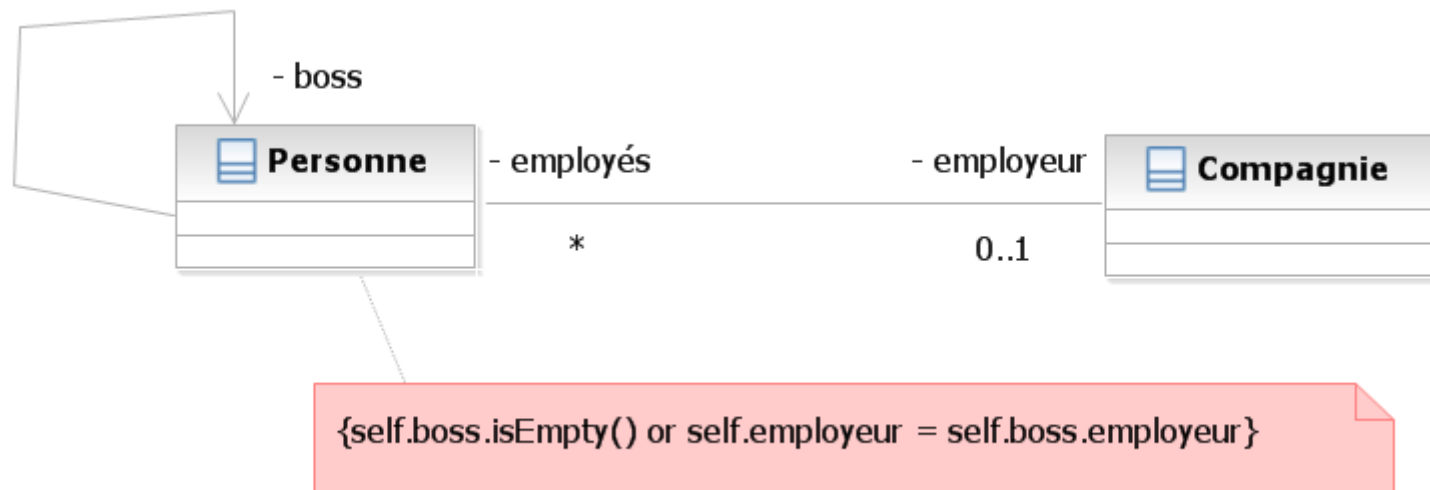 - boss
Personne
- employés
- employeur
Compagnie
*
0..1
{self.boss.isEmpty() or self.employeur = self.boss.employeur}